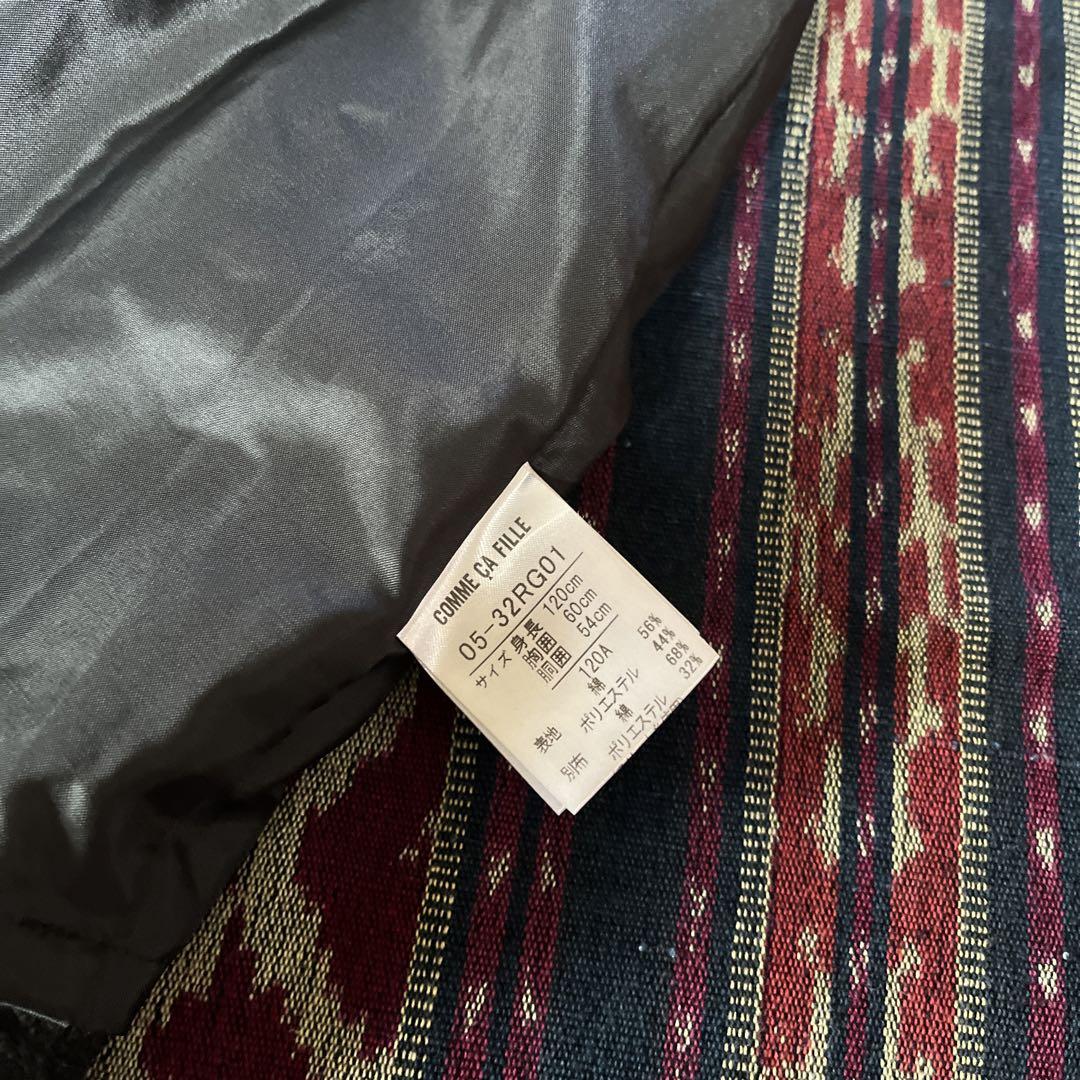 COMME ÇA FILLE
05-32RG01
サイズ 身長 120cm
胸囲 60cm
胴囲 54cm
120A
表地 綿 56%
ポリエステル 44%
別布 綿 68%
ポリエステル 32%